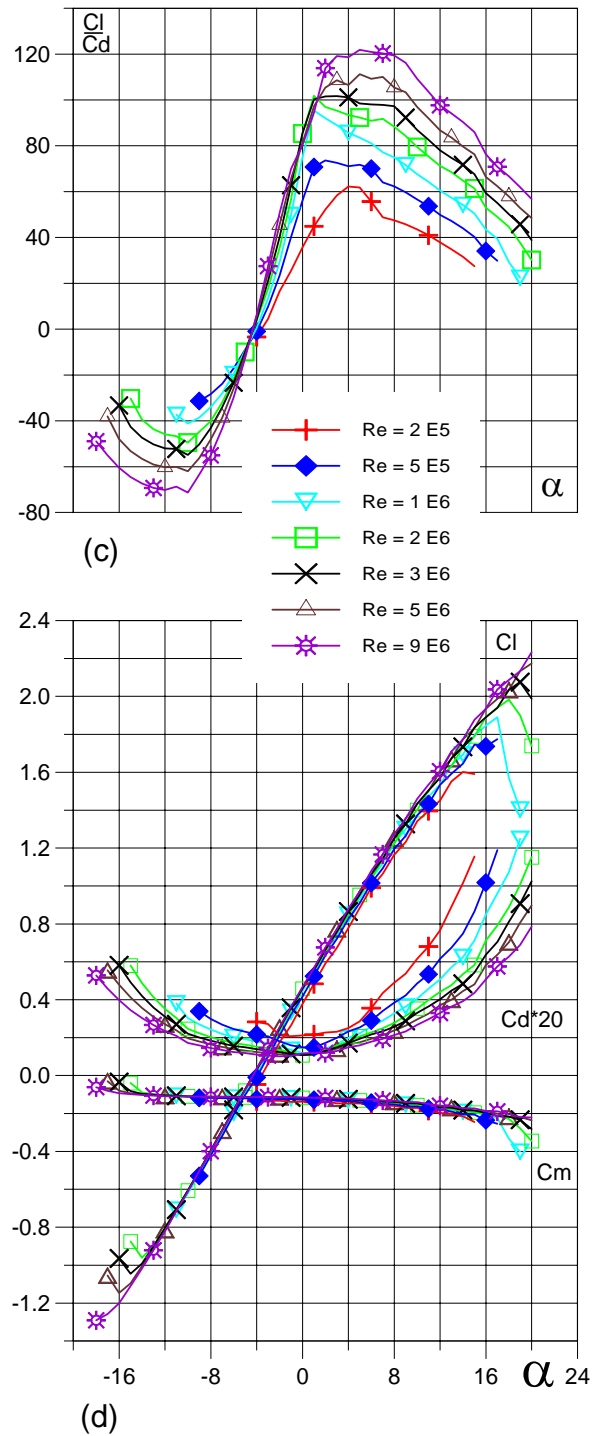 Cl
Cd
120
80
40
0
-40
-80
α
(c)
Re = 2 E5
Re = 5 E5
Re = 1 E6
Re = 2 E6
Re = 3 E6
Re = 5 E6
Re = 9 E6
2.4
Cl
2.0
1.6
1.2
0.8
0.4
Cd*20
0.0
-0.4
Cm
-0.8
-1.2
-16 -8 0 8 16 α 24
(d)